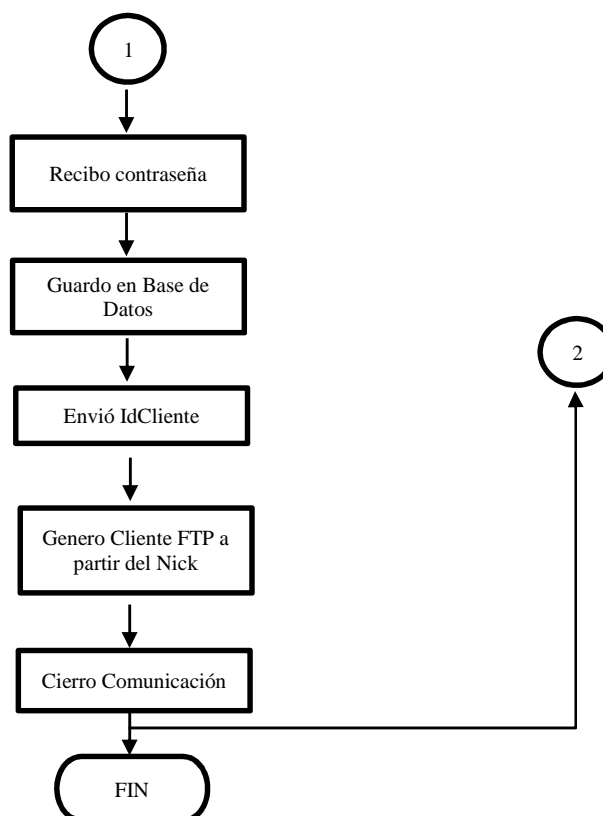 1
Recibo contraseña
Guardo en Base de
Datos
2
Envió IdCliente
Genero Cliente FTP a
partir del Nick
Cierro Comunicación
FIN